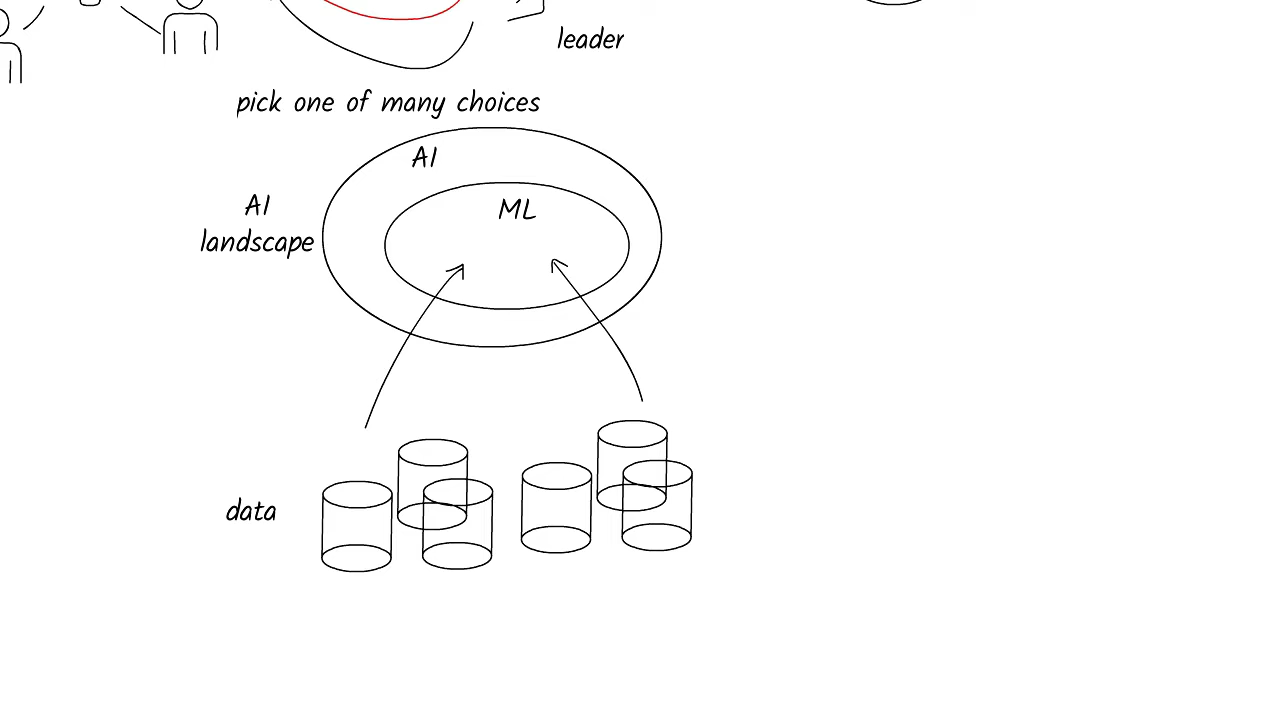 leader
pick one of many choices
AI
AI
landscape
ML
data